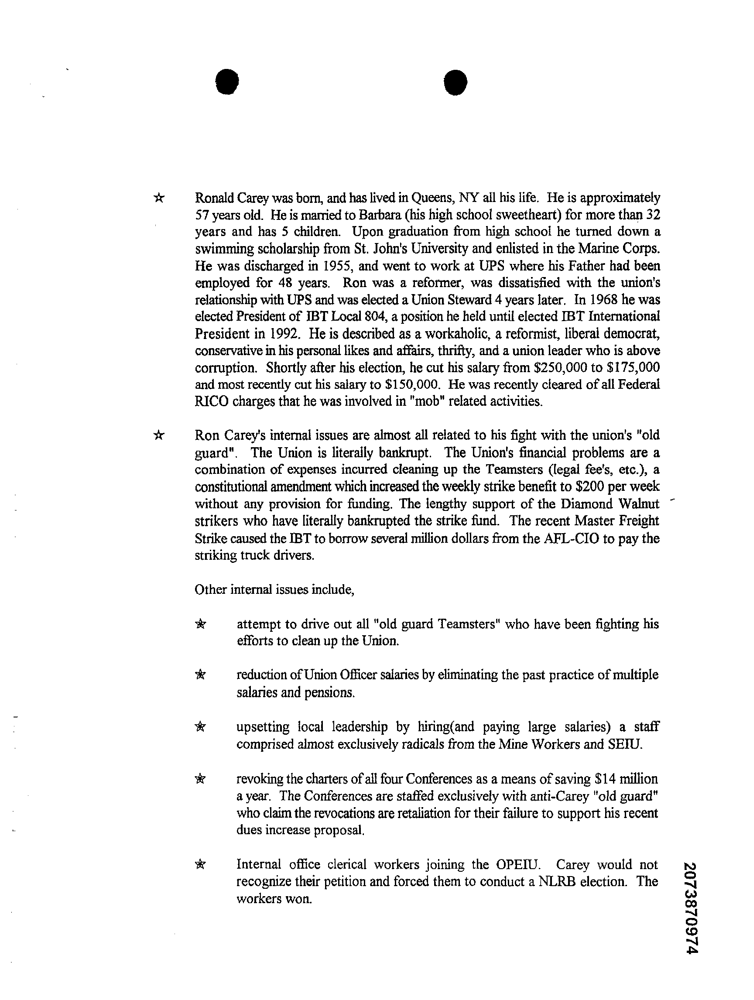 ☆ Ronald Carey was born, and has lived in Queens, NY all his life. He is approximately
57 years old. He is married to Barbara (his high school sweetheart) for more than 32
years and has 5 children. Upon graduation from high school he turned down a
swimming scholarship from St. John's University and enlisted in the Marine Corps.
He was discharged in 1955, and went to work at UPS where his Father had been
employed for 48 years. Ron was a reformer, was dissatisfied with the union's
relationship with UPS and was elected a Union Steward 4 years later. In 1968 he was
elected President of IBT Local 804, a position he held until elected IBT International
President in 1992. He is described as a workaholic, a reformist, liberal democrat,
conservative in his personal likes and affairs, thrifty, and a union leader who is above
corruption. Shortly after his election, he cut his salary from $250,000 to $175,000
and most recently cut his salary to $150,000. He was recently cleared of all Federal
RICO charges that he was involved in "mob" related activities.
☆ Ron Carey's internal issues are almost all related to his fight with the union's "old
guard". The Union is literally bankrupt. The Union's financial problems are a
combination of expenses incurred cleaning up the Teamsters (legal fee's, etc.), a
constitutional amendment which increased the weekly strike benefit to $200 per week
without any provision for funding. The lengthy support of the Diamond Walnut
strikers who have literally bankrupted the strike fund. The recent Master Freight
Strike caused the IBT to borrow several million dollars from the AFL-CIO to pay the
striking truck drivers.
Other internal issues include,
✯ attempt to drive out all "old guard Teamsters" who have been fighting his
efforts to clean up the Union.
✯ reduction of Union Officer salaries by eliminating the past practice of multiple
salaries and pensions.
✯ upsetting local leadership by hiring(and paying large salaries) a staff
comprised almost exclusively radicals from the Mine Workers and SEIU.
✯ revoking the charters of all four Conferences as a means of saving $14 million
a year. The Conferences are staffed exclusively with anti-Carey "old guard"
who claim the revocations are retaliation for their failure to support his recent
dues increase proposal.
✯ Internal office clerical workers joining the OPEIU. Carey would not
recognize their petition and forced them to conduct a NLRB election. The
workers won.
2073870974